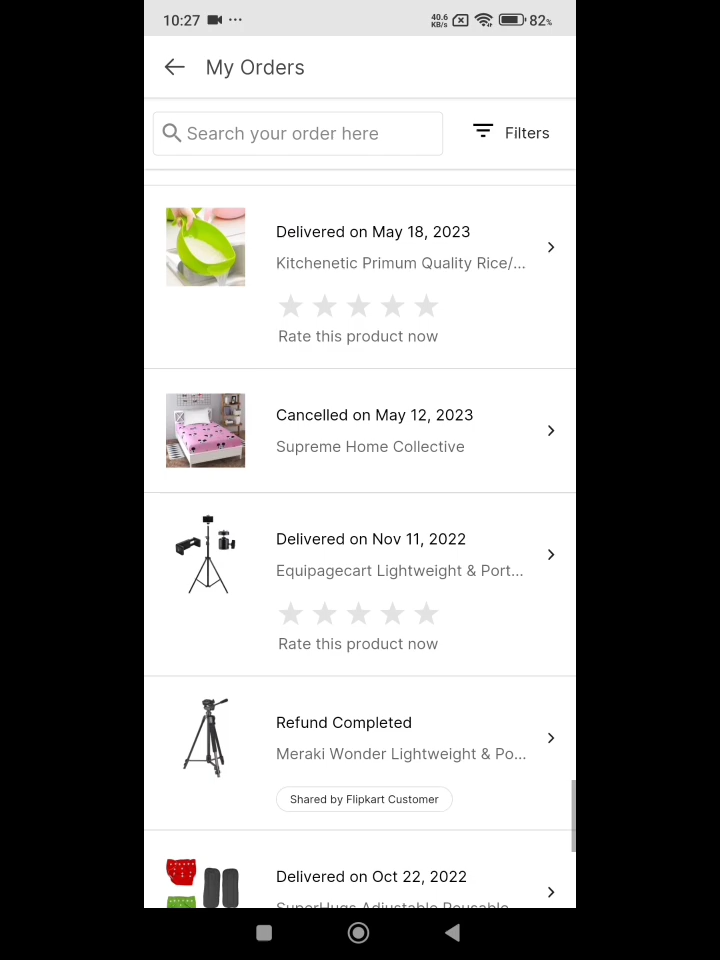 10:27
40.6
KB/s
82%
My Orders
Search your order here
Filters
Delivered on May 18, 2023
Kitchenetic Primum Quality Rice/...
Rate this product now
Cancelled on May 12, 2023
Supreme Home Collective
Delivered on Nov 11, 2022
Equipagecart Lightweight & Port...
Rate this product now
Refund Completed
Meraki Wonder Lightweight & Po...
Shared by Flipkart Customer
Delivered on Oct 22, 2022
SuperHugs Adjustable Reusable